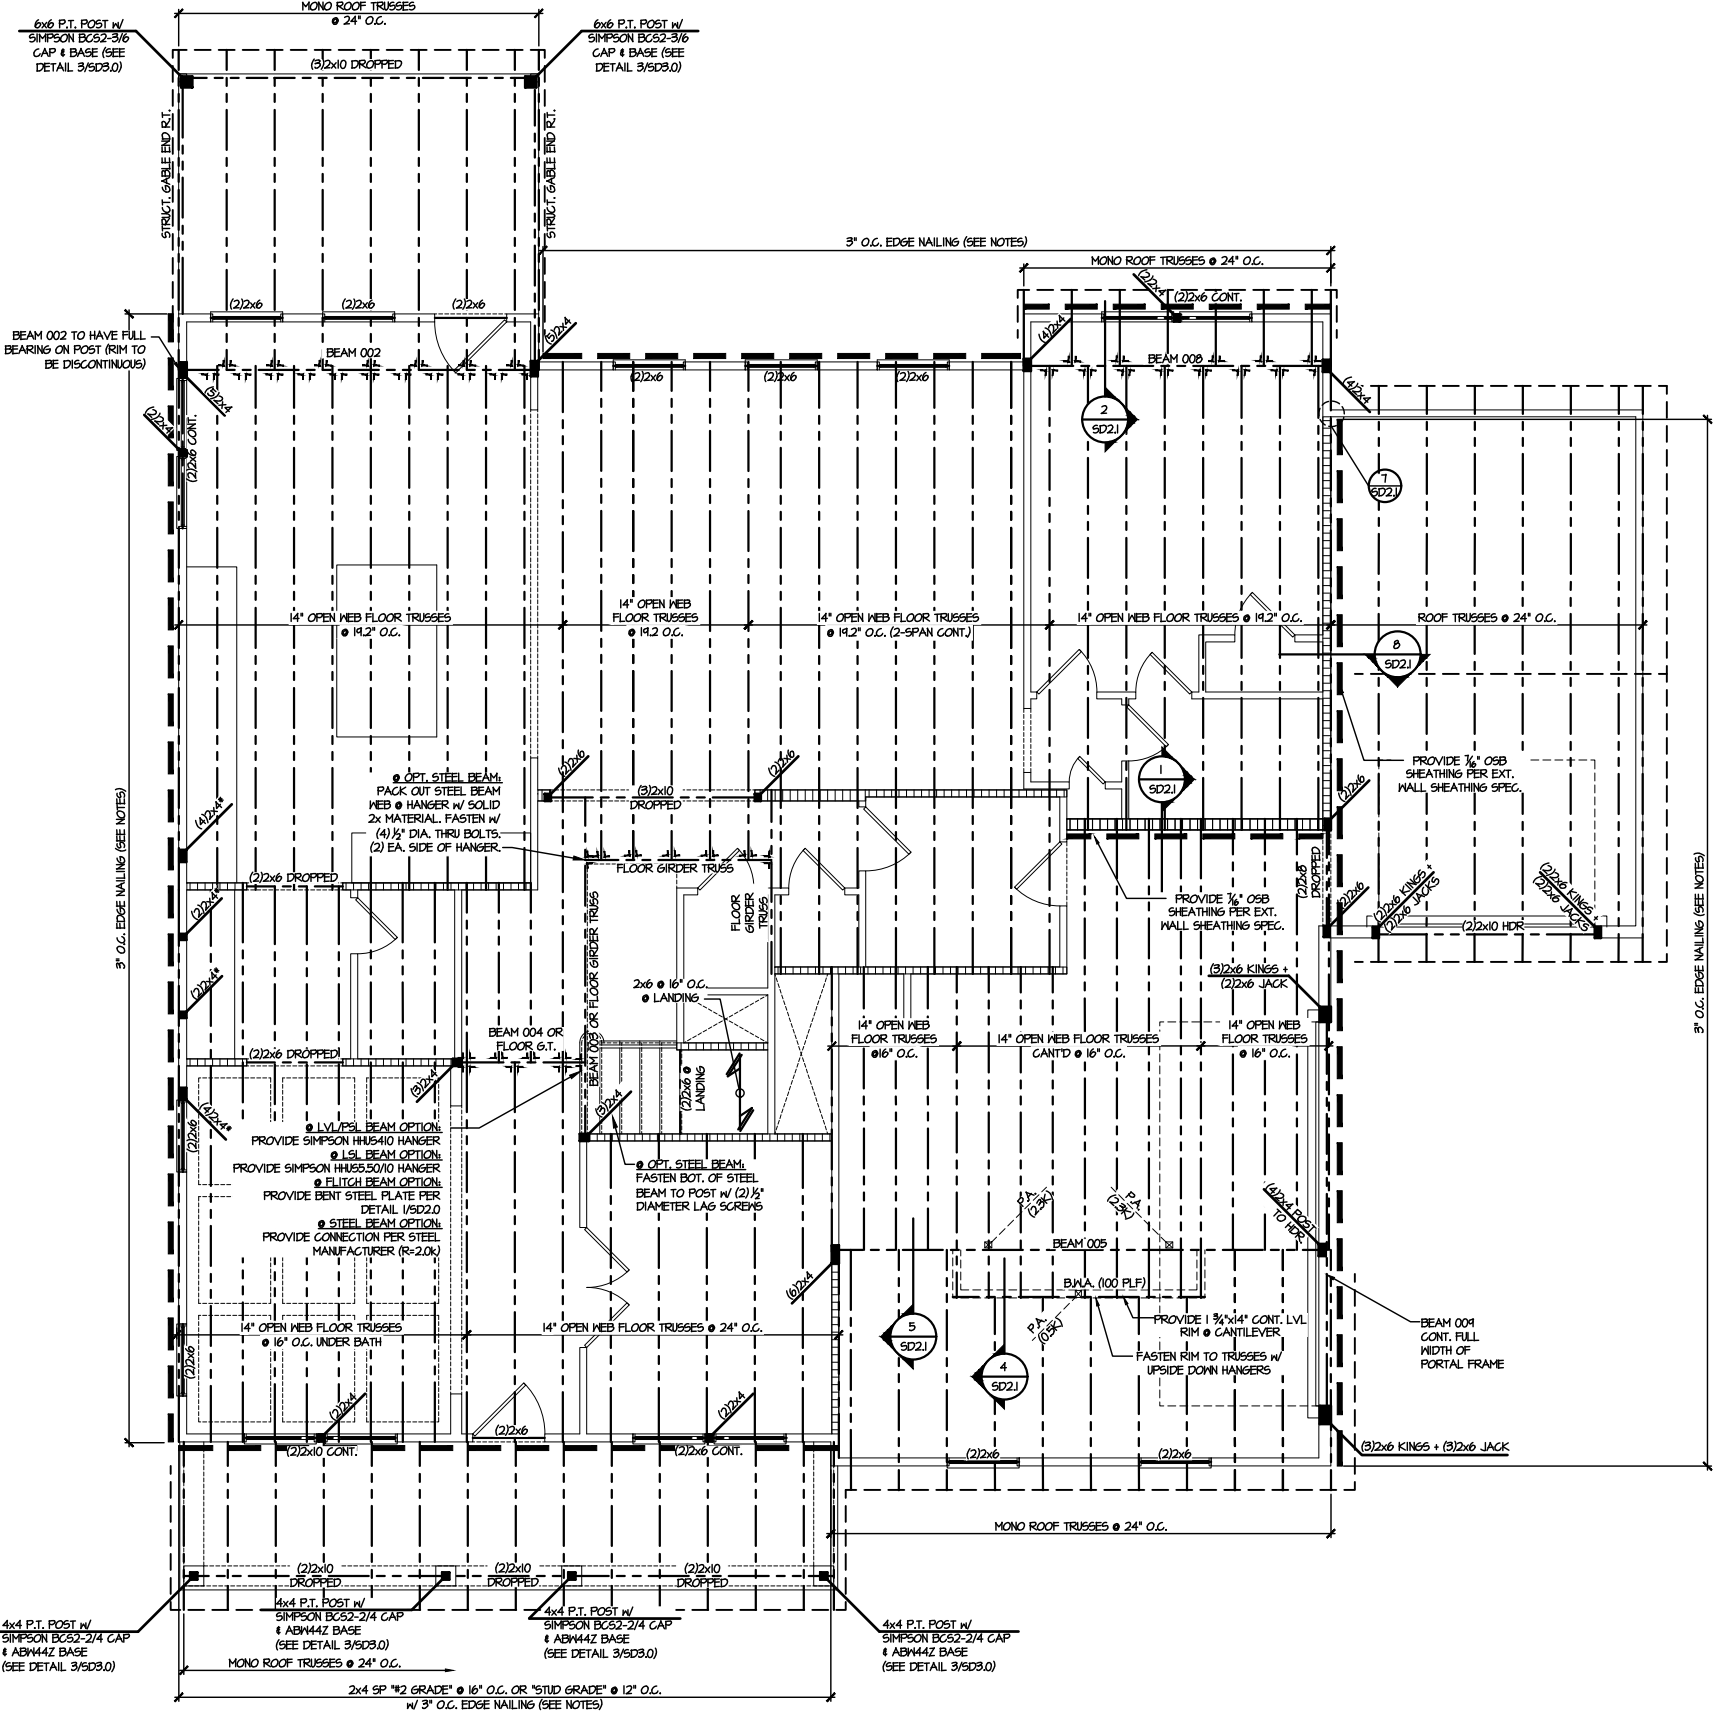 MONO ROOF TRUSSES
@ 24" O.C.
6x6 P.T. POST W/
SIMPSON BCS2-3/6
CAP & BASE (SEE
DETAIL 3/SD3.0)
6x6 P.T. POST W/
SIMPSON BCS2-3/6
CAP & BASE (SEE
DETAIL 3/SD3.0)
(3)2x10 DROPPED
STRUCT. GABLE END R.T.
STRUCT. GABLE END R.T.
3" O.C. EDGE NAILING (SEE NOTES)
MONO ROOF TRUSSES @ 24" O.C.
(2)2x4
(2)2x6 CONT.
(2)2x6
(2)2x6
(2)2x6
(5)2x4
(4)2x4
BEAM 002 TO HAVE FULL
BEARING ON POST (RIM TO
BE DISCONTINUOUS)
BEAM 002
BEAM 008
(2)2x6
(2)2x6
(2)2x6
(5)2x4
(2)2x4
(2)2x6 CONT.
(4)2x4
2
SD2.1
7
SD2.1
14" OPEN WEB FLOOR TRUSSES
@ 19.2" O.C.
14" OPEN WEB
FLOOR TRUSSES
@ 19.2 O.C.
14" OPEN WEB FLOOR TRUSSES
@ 19.2" O.C. (2-SPAN CONT.)
14" OPEN WEB FLOOR TRUSSES @ 19.2" O.C.
ROOF TRUSSES @ 24" O.C.
8
SD2.1
@ OPT. STEEL BEAM:
PACK OUT STEEL BEAM
WEB @ HANGER W/ SOLID
2x MATERIAL. FASTEN W/
(4) 1/2" DIA. THRU BOLTS.
(2) EA. SIDE OF HANGER.
(2)2x6
(2)2x6
(3)2x10
DROPPED
1
SD2.1
PROVIDE 7/16" OSB
SHEATHING PER EXT.
WALL SHEATHING SPEC.
(2)2x6
(4)2x4*
3" O.C. EDGE NAILING (SEE NOTES)
3" O.C. EDGE NAILING (SEE NOTES)
FLOOR GIRDER TRUSS
(2)2x6 DROPPED
(2)2x4*
(2)2x4*
BEAM 003 OR FLOOR GIRDER TRUSS
FLOOR
GIRDER
TRUSS
PROVIDE 7/16" OSB
SHEATHING PER EXT.
WALL SHEATHING SPEC.
(2)2x8
DROPPED
(2)2x6
(2)2x6 KINGS +
(2)2x6 JACKS
(2)2x6 KINGS +
(2)2x6 JACKS
(2)2x10 HDR
(3)2x6 KINGS +
(2)2x6 JACK
2x6 @ 16" O.C.
@ LANDING
BEAM 004 OR
FLOOR G.T.
(2)2x6 DROPPED
14" OPEN WEB
FLOOR TRUSSES
@16" O.C.
14" OPEN WEB FLOOR TRUSSES
CANT'D @ 16" O.C.
14" OPEN WEB
FLOOR TRUSSES
@ 16" O.C.
(3)2x4
(2)2x6 @
LANDING
(3)2x4
(4)2x4*
(2)2x6
@ LVL/PSL BEAM OPTION:
PROVIDE SIMPSON HHUS410 HANGER
@ LSL BEAM OPTION:
PROVIDE SIMPSON HHUS5.50/10 HANGER
@ FLITCH BEAM OPTION:
PROVIDE BENT STEEL PLATE PER
DETAIL 1/SD2.0
@ STEEL BEAM OPTION:
PROVIDE CONNECTION PER STEEL
MANUFACTURER (R=2.0k)
@ OPT. STEEL BEAM:
FASTEN BOT. OF STEEL
BEAM TO POST W/ (2) 1/2"
DIAMETER LAG SCREWS
P.A.
(2.3K)
P.A.
(2.3K)
(4)2x4 POST
TO HDR.
BEAM 005
(6)2x4
B.W.A. (100 PLF)
P.A.
(0.5K)
PROVIDE 1 3/4"x14" CONT. LVL
RIM @ CANTILEVER
FASTEN RIM TO TRUSSES W/
UPSIDE DOWN HANGERS
BEAM 009
CONT. FULL
WIDTH OF
PORTAL FRAME
5
SD2.1
4
SD2.1
14" OPEN WEB FLOOR TRUSSES
@ 16" O.C. UNDER BATH
14" OPEN WEB FLOOR TRUSSES @ 24" O.C.
(2)2x6
(2)2x4
(2)2x4
(2)2x10 CONT.
(2)2x6
(2)2x6 CONT.
(2)2x6
(2)2x6
(3)2x6 KINGS + (3)2x6 JACK
MONO ROOF TRUSSES @ 24" O.C.
(2)2x10
DROPPED
(2)2x10
DROPPED
(2)2x10
DROPPED
4x4 P.T. POST W/
SIMPSON BCS2-2/4 CAP
& ABW44Z BASE
(SEE DETAIL 3/SD3.0)
4x4 P.T. POST W/
SIMPSON BCS2-2/4 CAP
& ABW44Z BASE
(SEE DETAIL 3/SD3.0)
4x4 P.T. POST W/
SIMPSON BCS2-2/4 CAP
& ABW44Z BASE
(SEE DETAIL 3/SD3.0)
4x4 P.T. POST W/
SIMPSON BCS2-2/4 CAP
& ABW44Z BASE
(SEE DETAIL 3/SD3.0)
MONO ROOF TRUSSES @ 24" O.C.
2x4 SP "#2 GRADE" @ 16" O.C. OR "STUD GRADE" @ 12" O.C.
W/ 3" O.C. EDGE NAILING (SEE NOTES)